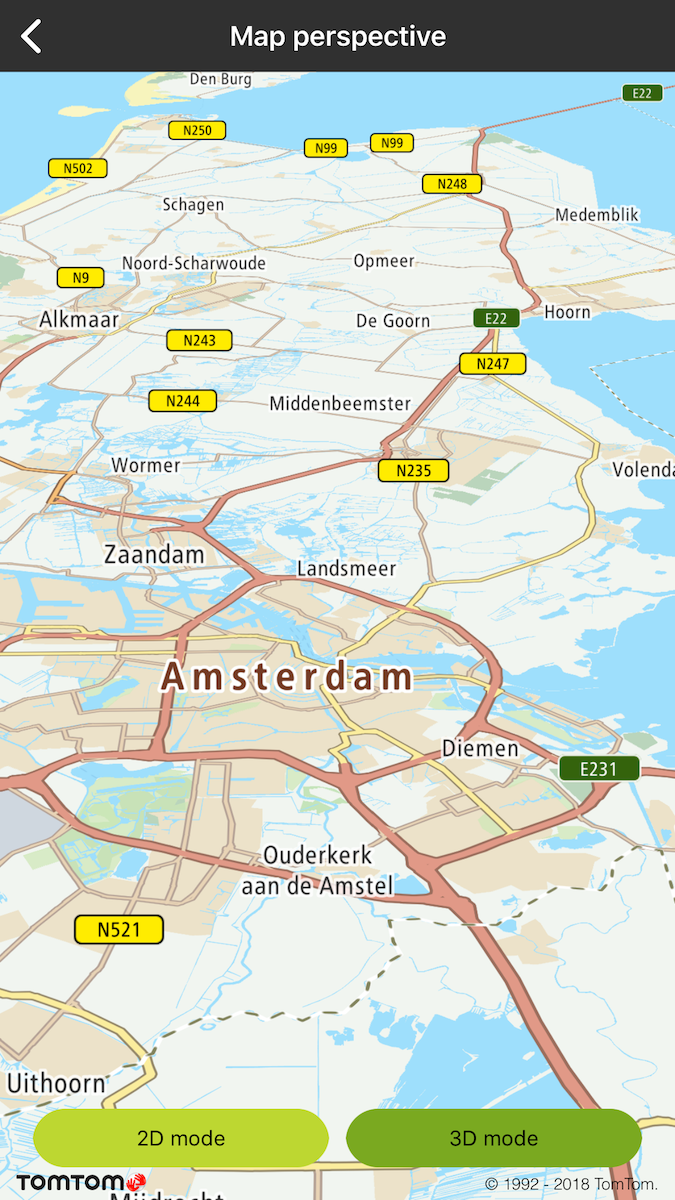 Map perspective
Den Burg
E22
N250
N99
N99
N502
N248
Schagen
Medemblik
Noord-Scharwoude
Opmeer
N9
Alkmaar
De Goorn
E22
Hoorn
N243
N247
N244
Middenbeemster
Wormer
N235
Volenda
Zaandam
Landsmeer
Amsterdam
Diemen
E231
Ouderkerk
aan de Amstel
N521
Uithoorn
2D mode
3D mode
TOMTOM
© 1992 - 2018 TomTom.
Mijdrecht